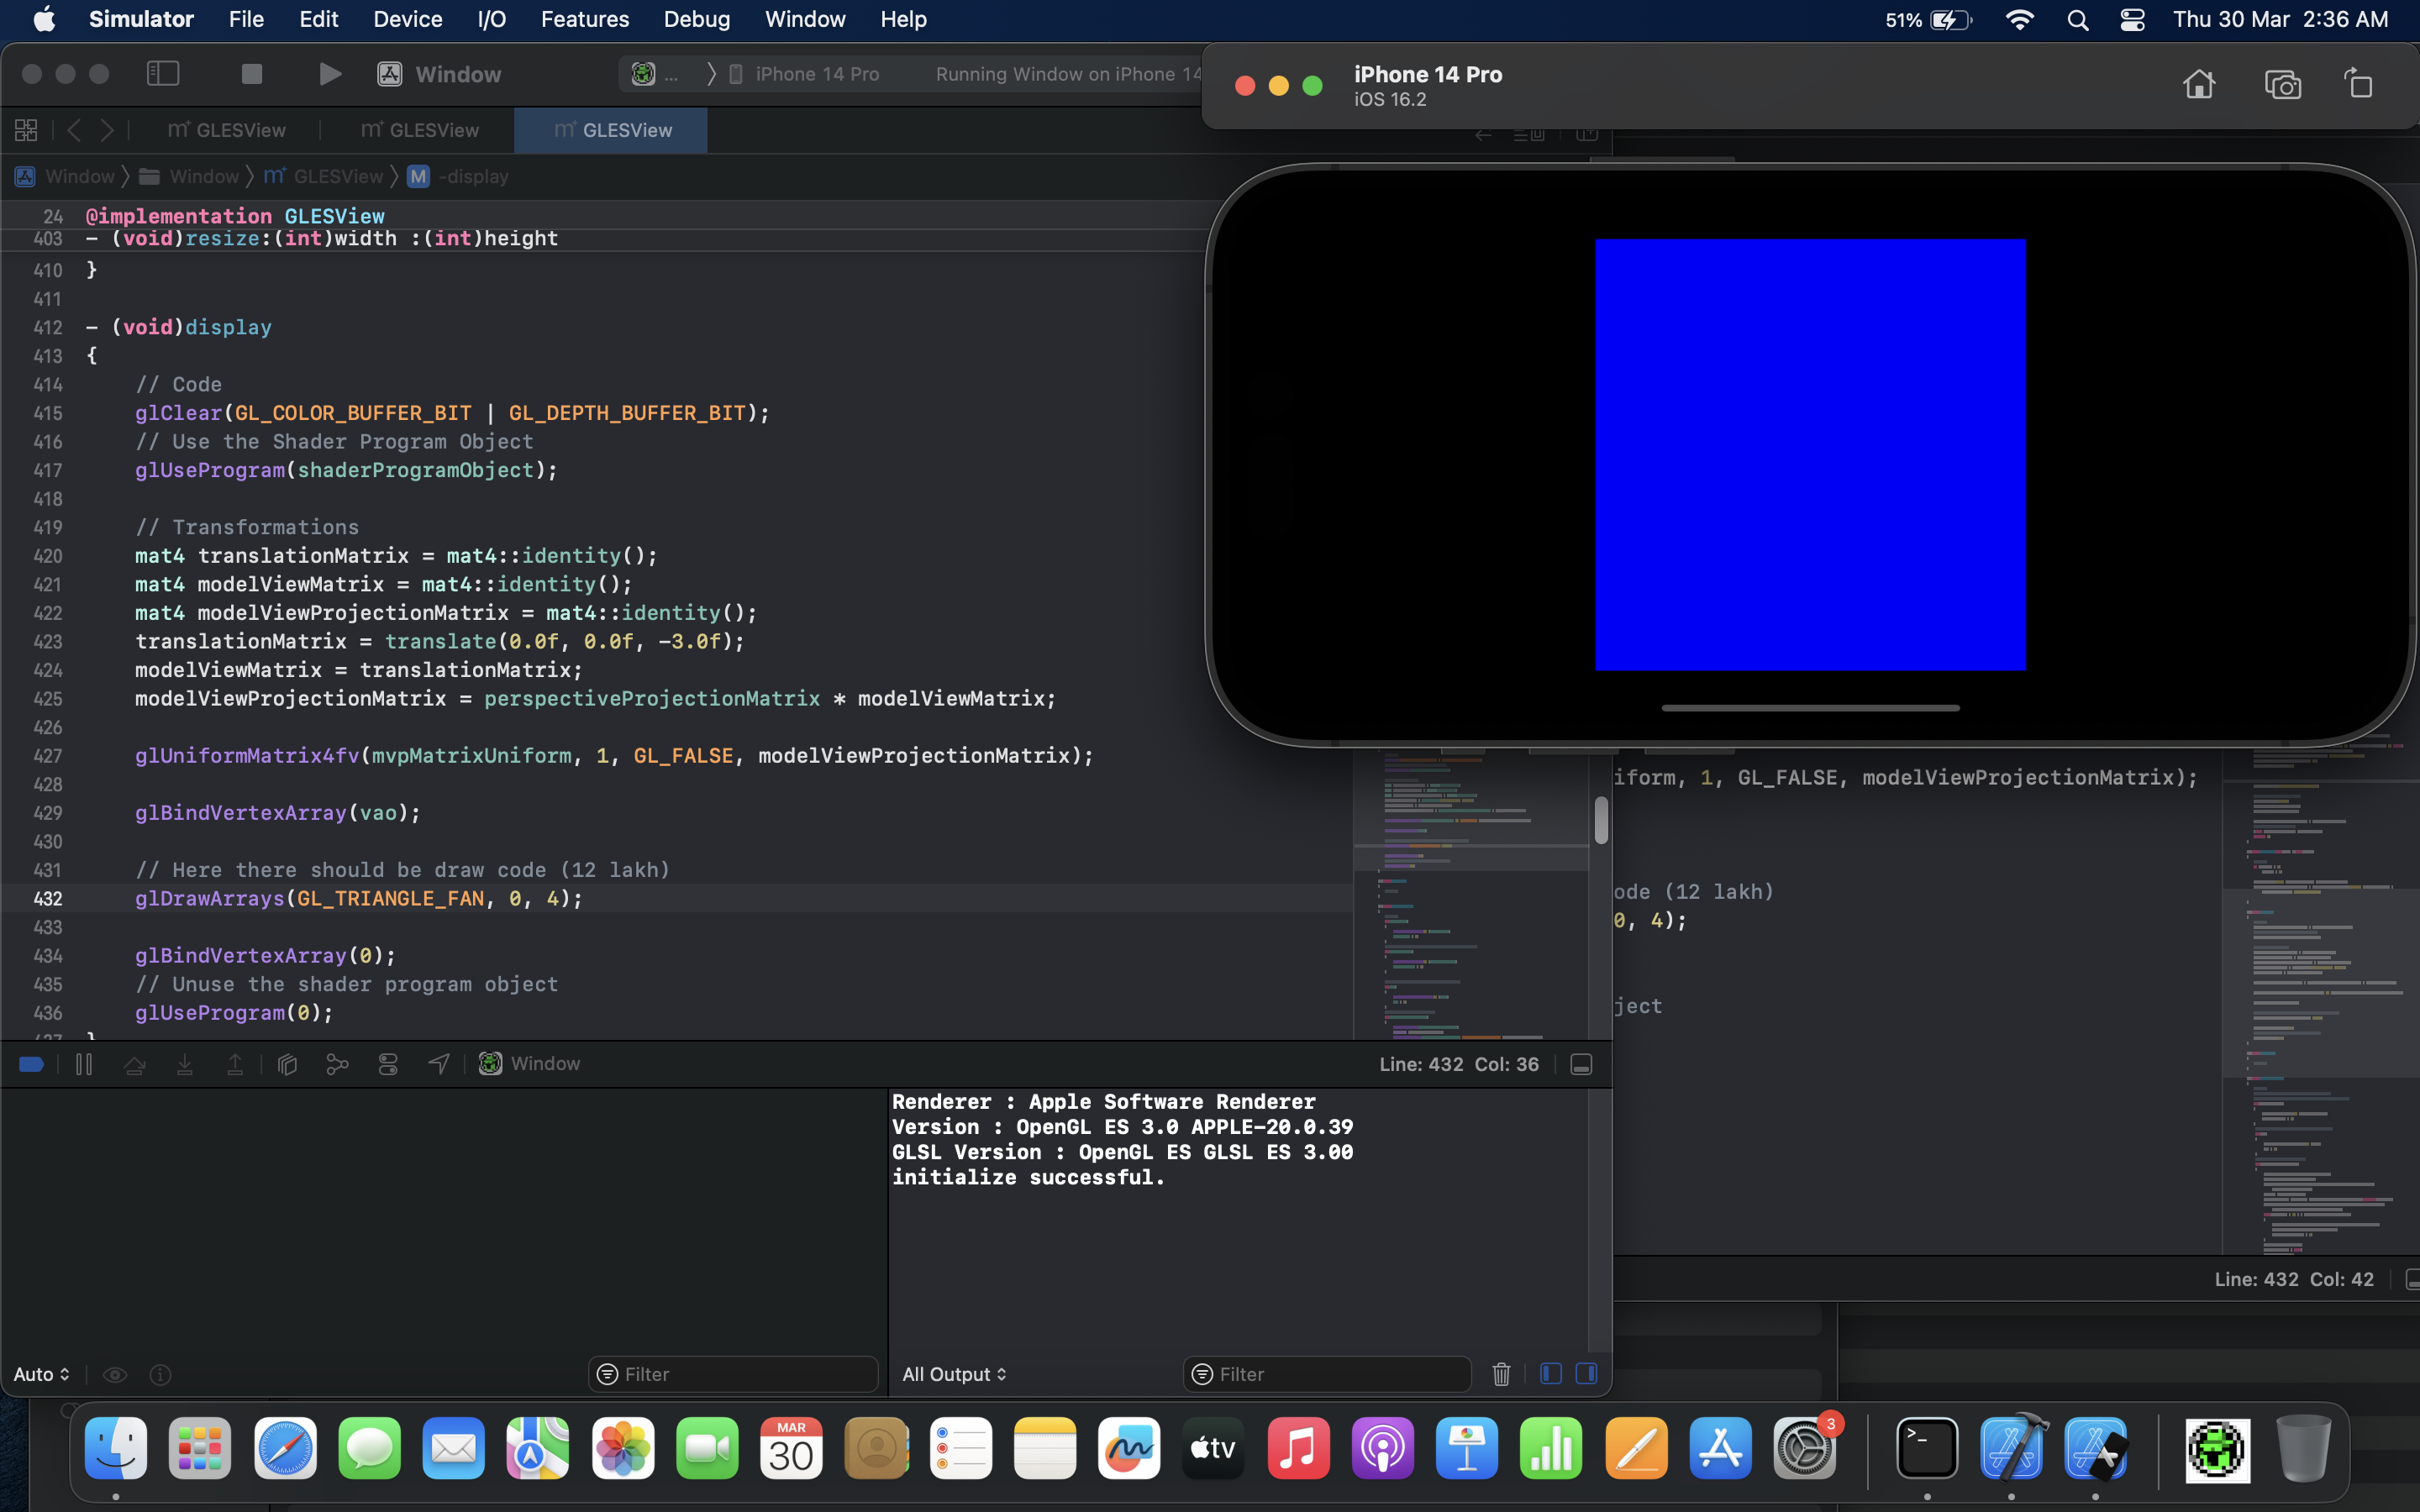 Simulator File Edit Device I/O Features Debug Window Help 51% Thu 30 Mar 2:36 AM
Window ... iPhone 14 Pro Running Window on iPhone 14
iPhone 14 Pro
iOS 16.2
GLESView GLESView GLESView
Window Window GLESView M -display
24 @implementation GLESView
403 - (void)resize:(int)width :(int)height
410 }
411
412 - (void)display
413 {
414 // Code
415 glClear(GL_COLOR_BUFFER_BIT | GL_DEPTH_BUFFER_BIT);
416 // Use the Shader Program Object
417 glUseProgram(shaderProgramObject);
418
419 // Transformations
420 mat4 translationMatrix = mat4::identity();
421 mat4 modelViewMatrix = mat4::identity();
422 mat4 modelViewProjectionMatrix = mat4::identity();
423 translationMatrix = translate(0.0f, 0.0f, -3.0f);
424 modelViewMatrix = translationMatrix;
425 modelViewProjectionMatrix = perspectiveProjectionMatrix * modelViewMatrix;
426
427 glUniformMatrix4fv(mvpMatrixUniform, 1, GL_FALSE, modelViewProjectionMatrix);
428
429 glBindVertexArray(vao);
430
431 // Here there should be draw code (12 lakh)
432 glDrawArrays(GL_TRIANGLE_FAN, 0, 4);
433
434 glBindVertexArray(0);
435 // Unuse the shader program object
436 glUseProgram(0);
iform, 1, GL_FALSE, modelViewProjectionMatrix);
ode (12 lakh)
0, 4);
ject
Window Line: 432 Col: 36
Renderer : Apple Software Renderer
Version : OpenGL ES 3.0 APPLE-20.0.39
GLSL Version : OpenGL ES GLSL ES 3.00
initialize successful.
Line: 432 Col: 42
Auto Filter All Output Filter
MAR
30
tv
3